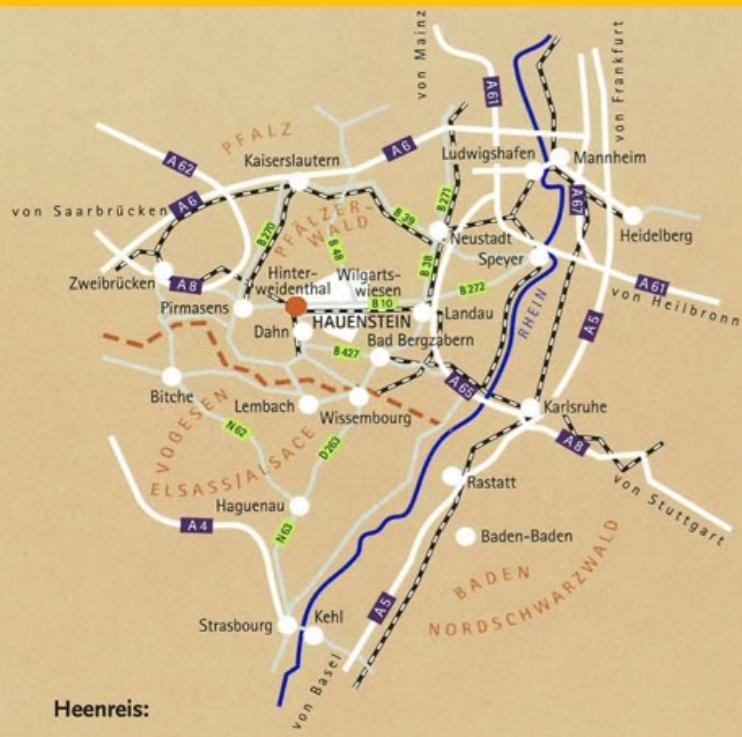 von Mainz
von Frankfurt
A61
PFALZ
A62
Kaiserslautern
A6
Ludwigshafen
Mannheim
von Saarbrücken
A6
B270
PFÄLZER-
WALD
B48
B39
B271
A67
Neustadt
Heidelberg
Speyer
Zweibrücken
A8
Hinter-
weidenthal
Wilgarts-
wiesen
B38
B272
A61
von Heilbronn
Pirmasens
B10
Landau
RHEIN
A5
Dahn
HAUENSTEIN
Bad Bergzabern
B427
A65
Bitche
Lembach
Wissembourg
Karlsruhe
VOGESEN
N62
D263
A8
ELSASS/ALSACE
Rastatt
von Stuttgart
Haguenau
A4
N63
Baden-Baden
BADEN
NORDSCHWARZWALD
A5
Strasbourg
Kehl
von Basel
Heenreis: